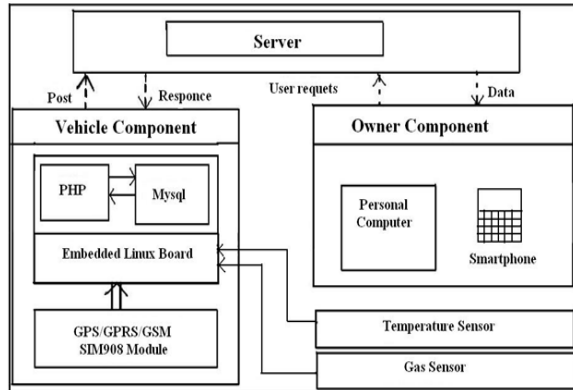 Server
Post
Responce
User requets
Data
Vehicle Component
Owner Component
PHP
Mysql
Personal
Computer
Smartphone
Embedded Linux Board
GPS/GPRS/GSM
SIM908 Module
Temperature Sensor
Gas Sensor